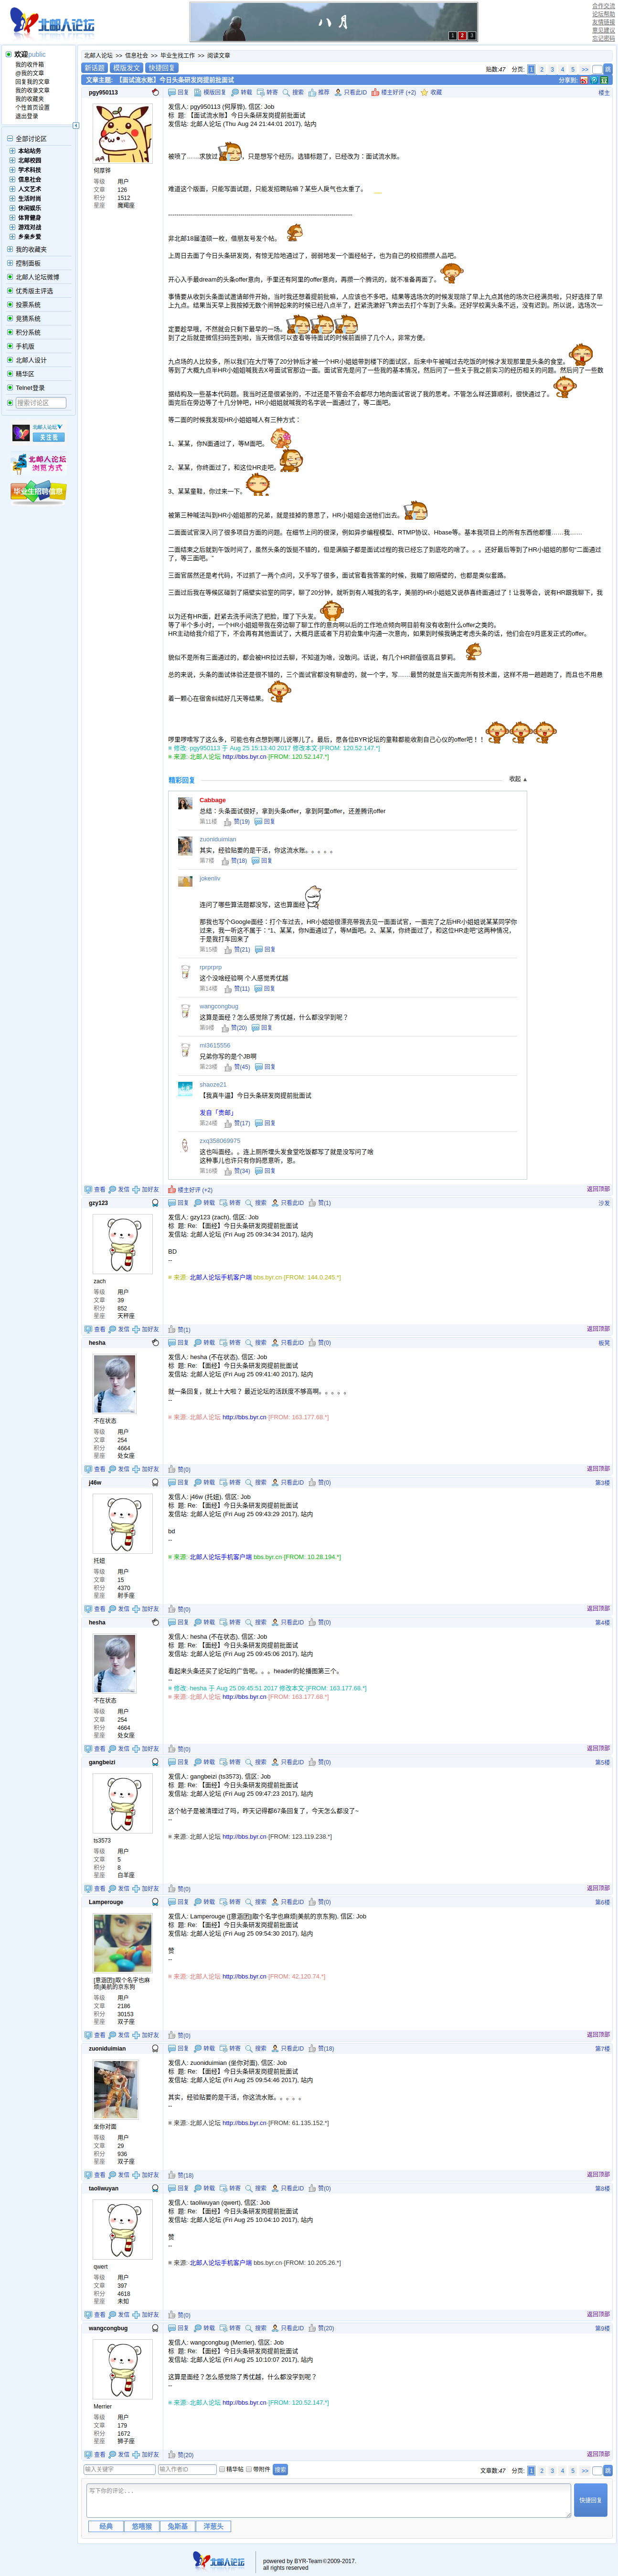 北邮人论坛
八月
1 2 3
合作交流
论坛帮助
友情链接
意见建议
忘记密码
欢迎public
我的收件箱
@我的文章
回复我的文章
我的收录文章
我的收藏夹
个性首页设置
退出登录
全部讨论区
本站站务
北邮校园
学术科技
信息社会
人文艺术
生活时尚
休闲娱乐
体育健身
游戏对战
乡亲乡爱
我的收藏夹
控制面板
北邮人论坛微博
优秀版主评选
投票系统
竞猜系统
积分系统
手机版
北邮人设计
精华区
Telnet登录
搜索讨论区
北邮人论坛
关注我
北邮人论坛
浏览方式
毕业生招聘信息
北邮人论坛 >> 信息社会 >> 毕业生找工作 >> 阅读文章
新话题 模版发文 快捷回复
贴数:47 分页: 1 2 3 4 5 >> 跳
文章主题: 【面试流水账】今日头条研发岗提前批面试
分享到:
pgy950113
回复 模版回复 转载 转寄 搜索 推荐 只看此ID 楼主好评 (+2) 收藏
楼主
何厚铧
等级 用户
文章 126
积分 1512
星座 魔羯座
发信人: pgy950113 (何厚铧), 信区: Job
标 题: 【面试流水账】今日头条研发岗提前批面试
发信站: 北邮人论坛 (Thu Aug 24 21:44:01 2017), 站内
被喷了……求放过，只是想写个经历。选错标题了，已经改为：面试流水账。
难道这个版面，只能写面试题，只能发招聘贴嘛？某些人戾气也太重了。
非北邮18届渣硕一枚，借朋友号发个帖。
上周日去面了今日头条研发岗，有惊无险地通过了，弱弱地发一个面经帖子，也为自己的校招攒攒人品吧。
开心入手最dream的头条offer意向，手里还有阿里的offer意向，再攒一个腾讯的，就不准备再面了。
事情要从收到头条面试邀请邮件开始，当时我还想着提前批嘛，人应该也不多吧。结果等选场次的时候发现除了早上九点其他的场次已经满员啦，只好选择了早上九点。结果当天早上我按掉无数个闹钟起来的时候已经八点半了，赶紧洗漱好飞奔出去打个车到了头条。还好学校离头条不远，没有迟到。所以说，选场次一
定要趁早哦，不然就会只剩下最早的一场。
到了之后就是微信扫码签到啦，当天微信可以查看等待面试的时候前面排了几个人，非常方便。
九点场的人比较多，所以我们在大厅等了20分钟后才被一个HR小姐姐带到楼下的面试区，后来中午被喊过去吃饭的时候才发现那里是头条的食堂。
等到了大概九点半HR小姐姐喊我去X号面试官那边一面。面试官先是问了一些我的基本情况，然后问了一些关于我之前实习的经历相关的问题。然后问了一些数
据结构及一些基本代码题。我当时还是很紧张的，不过还是不管会不会都尽力地向面试官说了我的思考。不管怎么样还算顺利，很快通过了。
面完后在旁边等了十几分钟吧，HR小姐姐就喊我的名字说一面通过了，等二面吧。
等二面的时候我发现HR小姐姐喊人有三种方式：
1、某某，你N面通过了，等M面吧。
2、某某，你终面过了，和这位HR走吧。
3、某某童鞋，你过来一下。
被第三种喊法叫到HR小姐姐那的兄弟，就是挂掉的意思了，HR小姐姐会送他们出去。
二面面试官深入问了很多项目方面的问题。在细节上问的很深，例如异步编程模型、RTMP协议、Hbase等。基本我项目上的所有东西他都懂……我……
二面结束之后就到午饭时间了，虽然头条的饭挺不错的，但是满脑子都是面试过程的我已经忘了到底吃的啥了。。。还好最后等到了HR小姐姐的那句“二面通过了，等三面吧。”
三面官居然还是考代码，不过抓了一两个点问，又手写了很多，面试官看我答案的时候，我瞄了眼隔壁的，也都是类似套路。
三面过后我在等候区碰到了隔壁实验室的同学，聊了20分钟，就听到有人喊我的名字。美丽的HR小姐姐又说恭喜终面通过了！让我等会，说有HR跟我聊下，我
以为还有HR面，赶紧去洗手间洗了把脸，理了下头发。
等了半个多小时，一个HR小姐姐带我在旁边聊了聊工作的意向啊以后的工作地点倾向啊目前有没有收到什么offer之类的。
HR主动给我介绍了下，不会再有其他面试了，大概月底或者下月初会集中沟通一次意向，如果到时候我确定考虑头条的话，他们会在9月底发正式的offer。
貌似不是所有三面通过的，都会被HR拉过去聊，不知道为啥，没敢问。话说，有几个HR颜值很高益萝莉。
总的来说，头条的面试体验还是很不错的，三个面试官都没有聊虚的，就一个字，写……最赞的就是当天面完所有技术面，这样不用一趟趟跑了，而且也不用悬
着一颗心在宿舍纠结好几天等结果。
啰里啰嗦写了这么多，可能也有点想到哪儿说哪儿了。最后，愿各位BYR论坛的童鞋都能收割自己心仪的offer吧！！
※ 修改:·pgy950113 于 Aug 25 15:13:40 2017 修改本文·[FROM: 120.52.147.*]
※ 来源:·北邮人论坛 http://bbs.byr.cn·[FROM: 120.52.147.*]
精彩回复
收起 ▲
Cabbage
总结：头条面试很好，拿到头条offer，拿到阿里offer，还差腾讯offer
第11楼 赞(19) 回复
zuoniduimian
其实，经验贴要的是干活，你这流水账。。。。。
第7楼 赞(18) 回复
jokenliv
连问了哪些算法题都没写，这也算面经
那我也写个Google面经：打个车过去，HR小姐姐很漂亮带我去见一面面试官，一面完了之后HR小姐姐说某某同学你过来，我一听这不属于：“1、某某，你N面通过了，等M面吧。2、某某，你终面过了，和这位HR走吧”这两种情况，于是我打车回来了
第15楼 赞(21) 回复
rprprprp
这个没啥经验啊 个人感觉秀优越
第14楼 赞(11) 回复
wangcongbug
这算是面经？怎么感觉除了秀优越，什么都没学到呢？
第9楼 赞(20) 回复
ml3615556
兄弟你写的是个JB啊
第23楼 赞(45) 回复
shaoze21
【我真牛逼】今日头条研发岗提前批面试
发自「贵邮」
第24楼 赞(17) 回复
zxq358069975
这也叫面经。。连上厕所埋头发食堂吃饭都写了就是没写问了啥
这种事儿也许只有你妈愿意听，恩。
第16楼 赞(34) 回复
查看 发信 加好友 楼主好评 (+2) 返回顶部
gzy123 回复 转载 转寄 搜索 只看此ID 赞(1) 沙发
zach
等级 用户
文章 39
积分 852
星座 天秤座
发信人: gzy123 (zach), 信区: Job
标 题: Re: 【面经】今日头条研发岗提前批面试
发信站: 北邮人论坛 (Fri Aug 25 09:34:34 2017), 站内
BD
--
※ 来源:·北邮人论坛手机客户端 bbs.byr.cn·[FROM: 144.0.245.*]
查看 发信 加好友 赞(1) 返回顶部
hesha 回复 转载 转寄 搜索 只看此ID 赞(0) 板凳
不在状态
等级 用户
文章 254
积分 4664
星座 处女座
发信人: hesha (不在状态), 信区: Job
标 题: Re: 【面经】今日头条研发岗提前批面试
发信站: 北邮人论坛 (Fri Aug 25 09:41:40 2017), 站内
就一条回复，就上十大啦？ 最近论坛的活跃度不够高啊。。。。。
--
※ 来源:·北邮人论坛 http://bbs.byr.cn·[FROM: 163.177.68.*]
查看 发信 加好友 赞(0) 返回顶部
j46w 回复 转载 转寄 搜索 只看此ID 赞(0) 第3楼
托妞
等级 用户
文章 15
积分 4370
星座 射手座
发信人: j46w (托妞), 信区: Job
标 题: Re: 【面经】今日头条研发岗提前批面试
发信站: 北邮人论坛 (Fri Aug 25 09:43:29 2017), 站内
bd
--
※ 来源:·北邮人论坛手机客户端 bbs.byr.cn·[FROM: 10.28.194.*]
查看 发信 加好友 赞(0) 返回顶部
hesha 回复 转载 转寄 搜索 只看此ID 赞(0) 第4楼
不在状态
等级 用户
文章 254
积分 4664
星座 处女座
发信人: hesha (不在状态), 信区: Job
标 题: Re: 【面经】今日头条研发岗提前批面试
发信站: 北邮人论坛 (Fri Aug 25 09:45:06 2017), 站内
看起来头条还买了论坛的广告呢。。。header的轮播图第三个。
--
※ 修改:·hesha 于 Aug 25 09:45:51 2017 修改本文·[FROM: 163.177.68.*]
※ 来源:·北邮人论坛 http://bbs.byr.cn·[FROM: 163.177.68.*]
查看 发信 加好友 赞(0) 返回顶部
gangbeizi 回复 转载 转寄 搜索 只看此ID 赞(0) 第5楼
ts3573
等级 用户
文章 5
积分 8
星座 白羊座
发信人: gangbeizi (ts3573), 信区: Job
标 题: Re: 【面经】今日头条研发岗提前批面试
发信站: 北邮人论坛 (Fri Aug 25 09:47:23 2017), 站内
这个帖子是被清理过了吗，昨天记得都67条回复了，今天怎么都没了~
--
※ 来源:·北邮人论坛 http://bbs.byr.cn·[FROM: 123.119.238.*]
查看 发信 加好友 赞(0) 返回顶部
Lamperouge 回复 转载 转寄 搜索 只看此ID 赞(0) 第6楼
[意涵团]|取个名字也麻烦|美航的京东狗
等级 用户
文章 2186
积分 30153
星座 双子座
发信人: Lamperouge ([意涵团]|取个名字也麻烦|美航的京东狗), 信区: Job
标 题: Re: 【面经】今日头条研发岗提前批面试
发信站: 北邮人论坛 (Fri Aug 25 09:54:30 2017), 站内
赞
--
※ 来源:·北邮人论坛 http://bbs.byr.cn·[FROM: 42.120.74.*]
查看 发信 加好友 赞(0) 返回顶部
zuoniduimian 回复 转载 转寄 搜索 只看此ID 赞(18) 第7楼
坐你对面
等级 用户
文章 29
积分 936
星座 双子座
发信人: zuoniduimian (坐你对面), 信区: Job
标 题: Re: 【面经】今日头条研发岗提前批面试
发信站: 北邮人论坛 (Fri Aug 25 09:54:46 2017), 站内
其实，经验贴要的是干活，你这流水账。。。。。
--
※ 来源:·北邮人论坛 http://bbs.byr.cn·[FROM: 61.135.152.*]
查看 发信 加好友 赞(18) 返回顶部
taoliwuyan 回复 转载 转寄 搜索 只看此ID 赞(0) 第8楼
qwert
等级 用户
文章 397
积分 4618
星座 未知
发信人: taoliwuyan (qwert), 信区: Job
标 题: Re: 【面经】今日头条研发岗提前批面试
发信站: 北邮人论坛 (Fri Aug 25 10:04:10 2017), 站内
赞
--
※ 来源:·北邮人论坛手机客户端 bbs.byr.cn·[FROM: 10.205.26.*]
查看 发信 加好友 赞(0) 返回顶部
wangcongbug 回复 转载 转寄 搜索 只看此ID 赞(20) 第9楼
Merrier
等级 用户
文章 179
积分 1672
星座 狮子座
发信人: wangcongbug (Merrier), 信区: Job
标 题: Re: 【面经】今日头条研发岗提前批面试
发信站: 北邮人论坛 (Fri Aug 25 10:10:07 2017), 站内
这算是面经？怎么感觉除了秀优越，什么都没学到呢？
--
※ 来源:·北邮人论坛 http://bbs.byr.cn·[FROM: 120.52.147.*]
查看 发信 加好友 赞(20) 返回顶部
输入关键字 输入作者ID 精华帖 带附件 搜索
文章数:47 分页: 1 2 3 4 5 >> 跳
写下你的评论...
快捷回复
经典 悠嘻猴 兔斯基 洋葱头
北邮人论坛
powered by BYR-Team©2009-2017.
all rights reserved